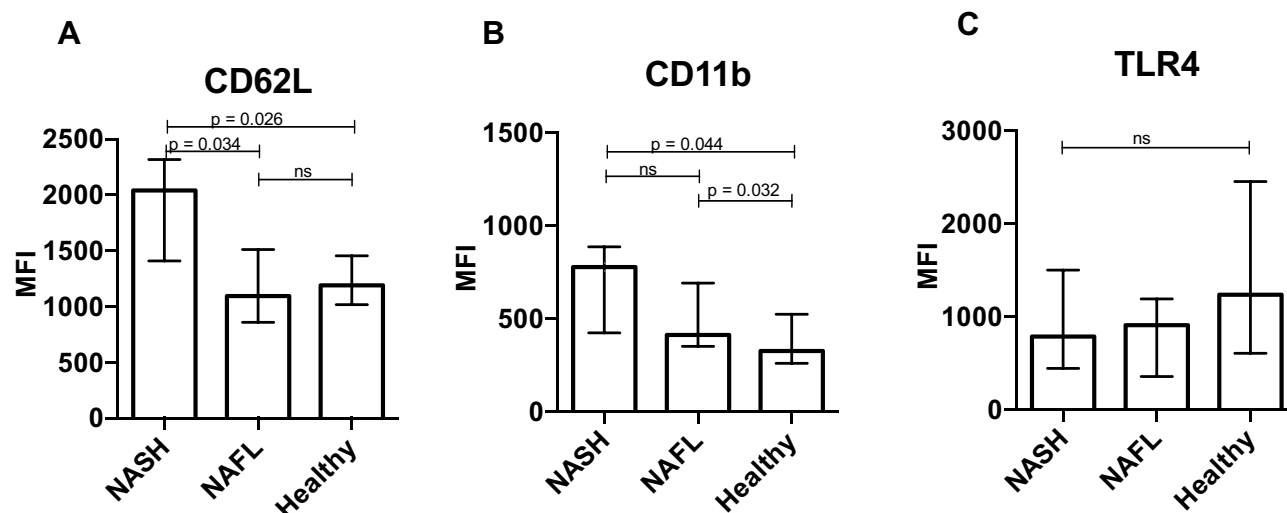 A
CD62L
p = 0.026
p = 0.034
ns
2500
2000
1500
1000
500
0
MFI
NASH
NAFL
Healthy
B
CD11b
p = 0.044
ns
p = 0.032
1500
1000
500
0
MFI
NASH
NAFL
Healthy
C
TLR4
ns
3000
2000
1000
0
MFI
NASH
NAFL
Healthy